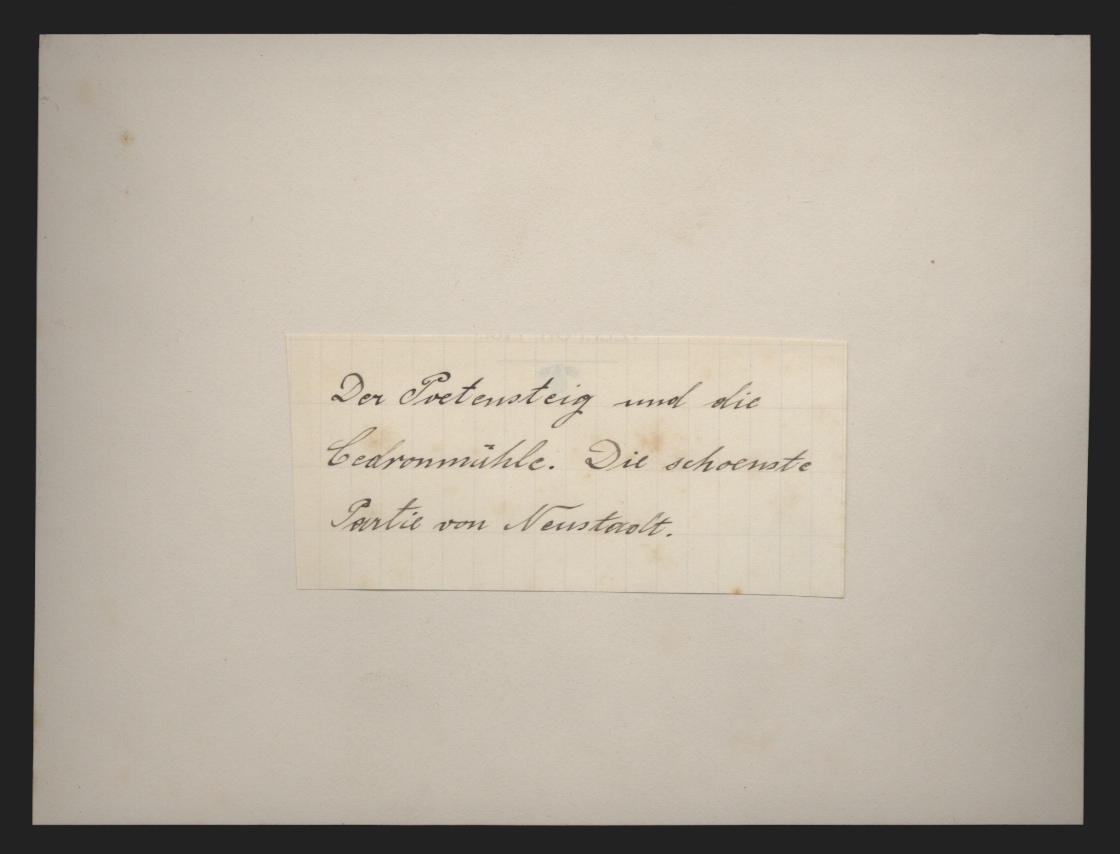 Der Poetensteig und die
Cedronmühle. Die schoenste
Partie von Neustadt.